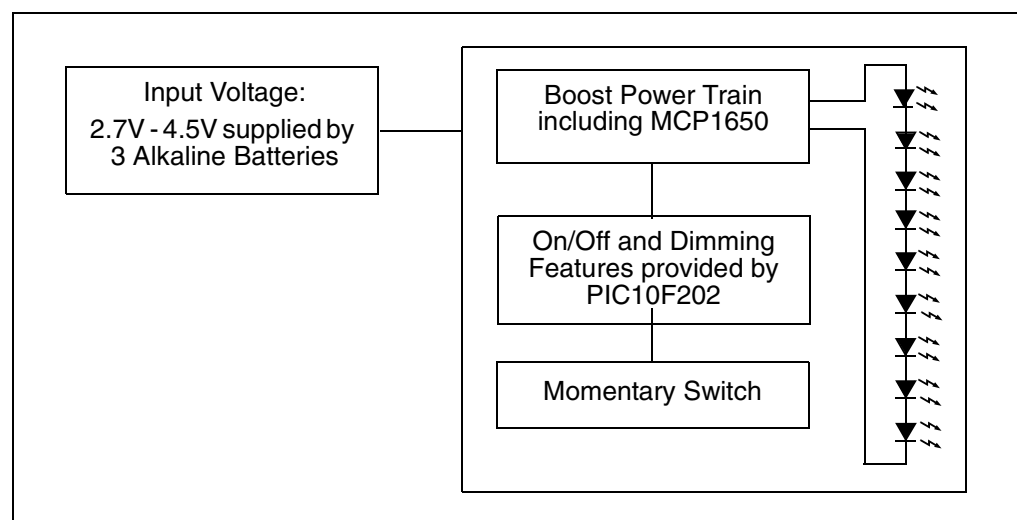 Input Voltage:
2.7V - 4.5V supplied by
3 Alkaline Batteries
Boost Power Train
including MCP1650
On/Off and Dimming
Features provided by
PIC10F202
Momentary Switch